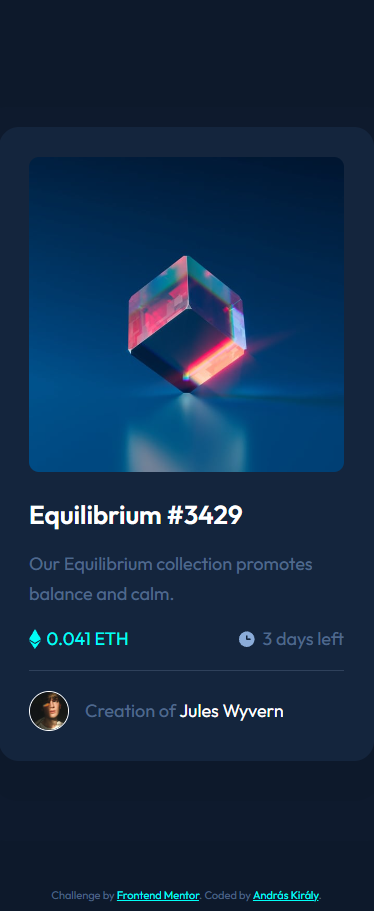 Equilibrium #3429
Our Equilibrium collection promotes
balance and calm.
0.041 ETH
3 days left
Creation of Jules Wyvern
Challenge by Frontend Mentor. Coded by András Király.